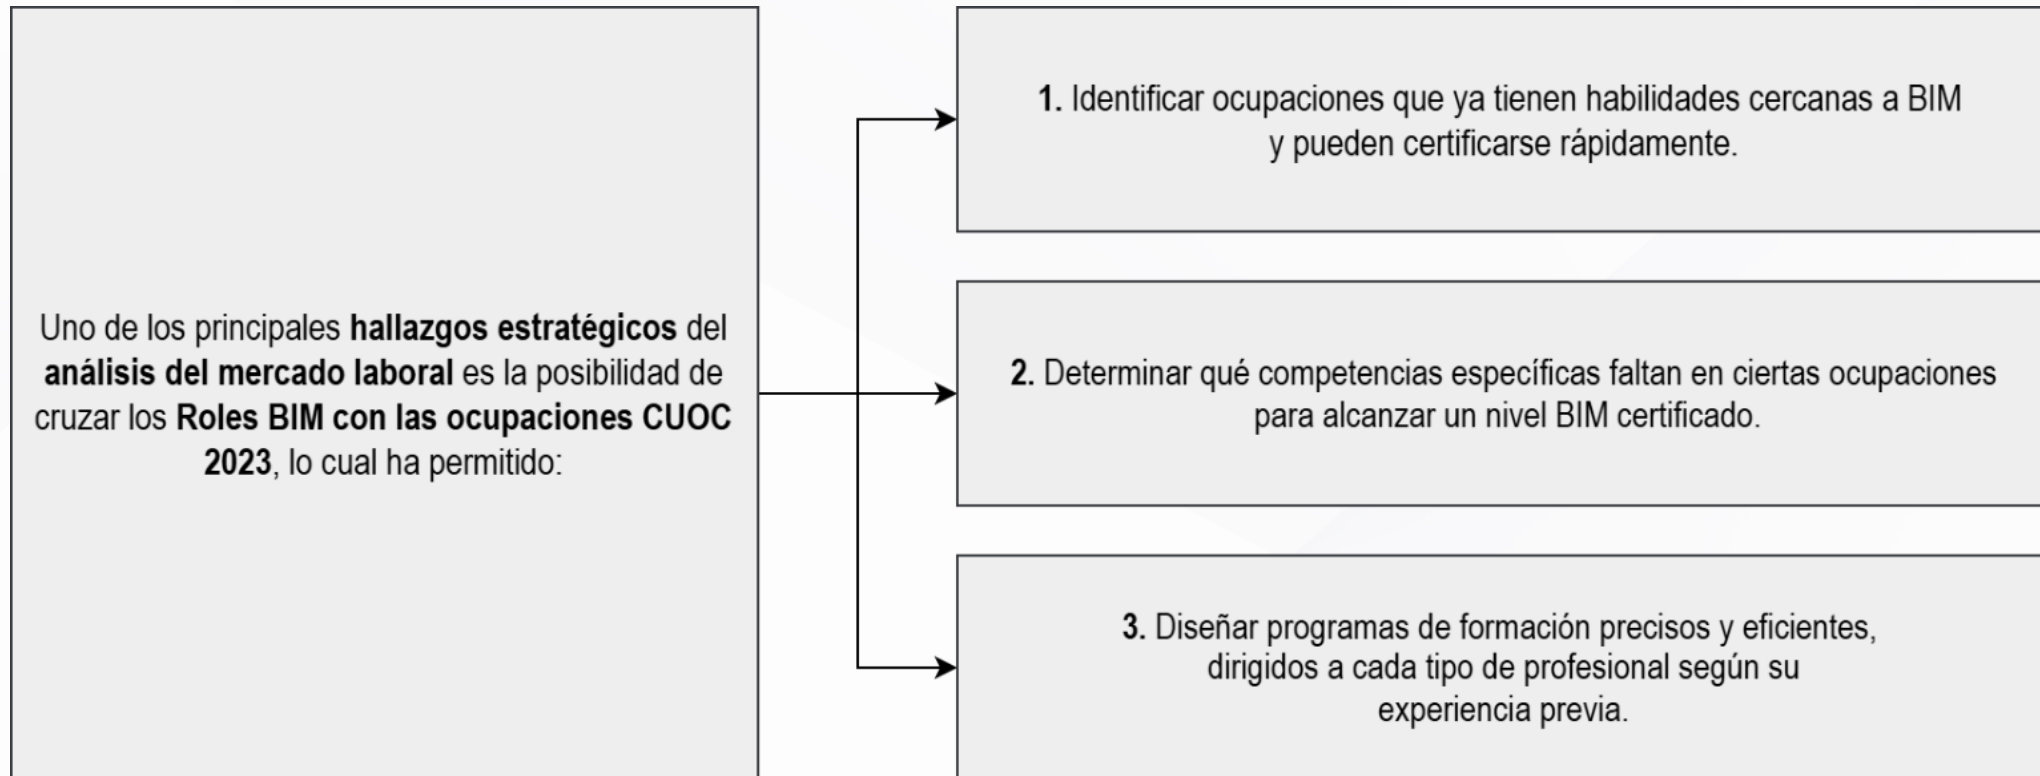 Uno de los principales hallazgos estratégicos del
análisis del mercado laboral es la posibilidad de
cruzar los Roles BIM con las ocupaciones CUOC
2023, lo cual ha permitido:
1. Identificar ocupaciones que ya tienen habilidades cercanas a BIM
y pueden certificarse rápidamente.
2. Determinar qué competencias específicas faltan en ciertas ocupaciones
para alcanzar un nivel BIM certificado.
3. Diseñar programas de formación precisos y eficientes,
dirigidos a cada tipo de profesional según su
experiencia previa.